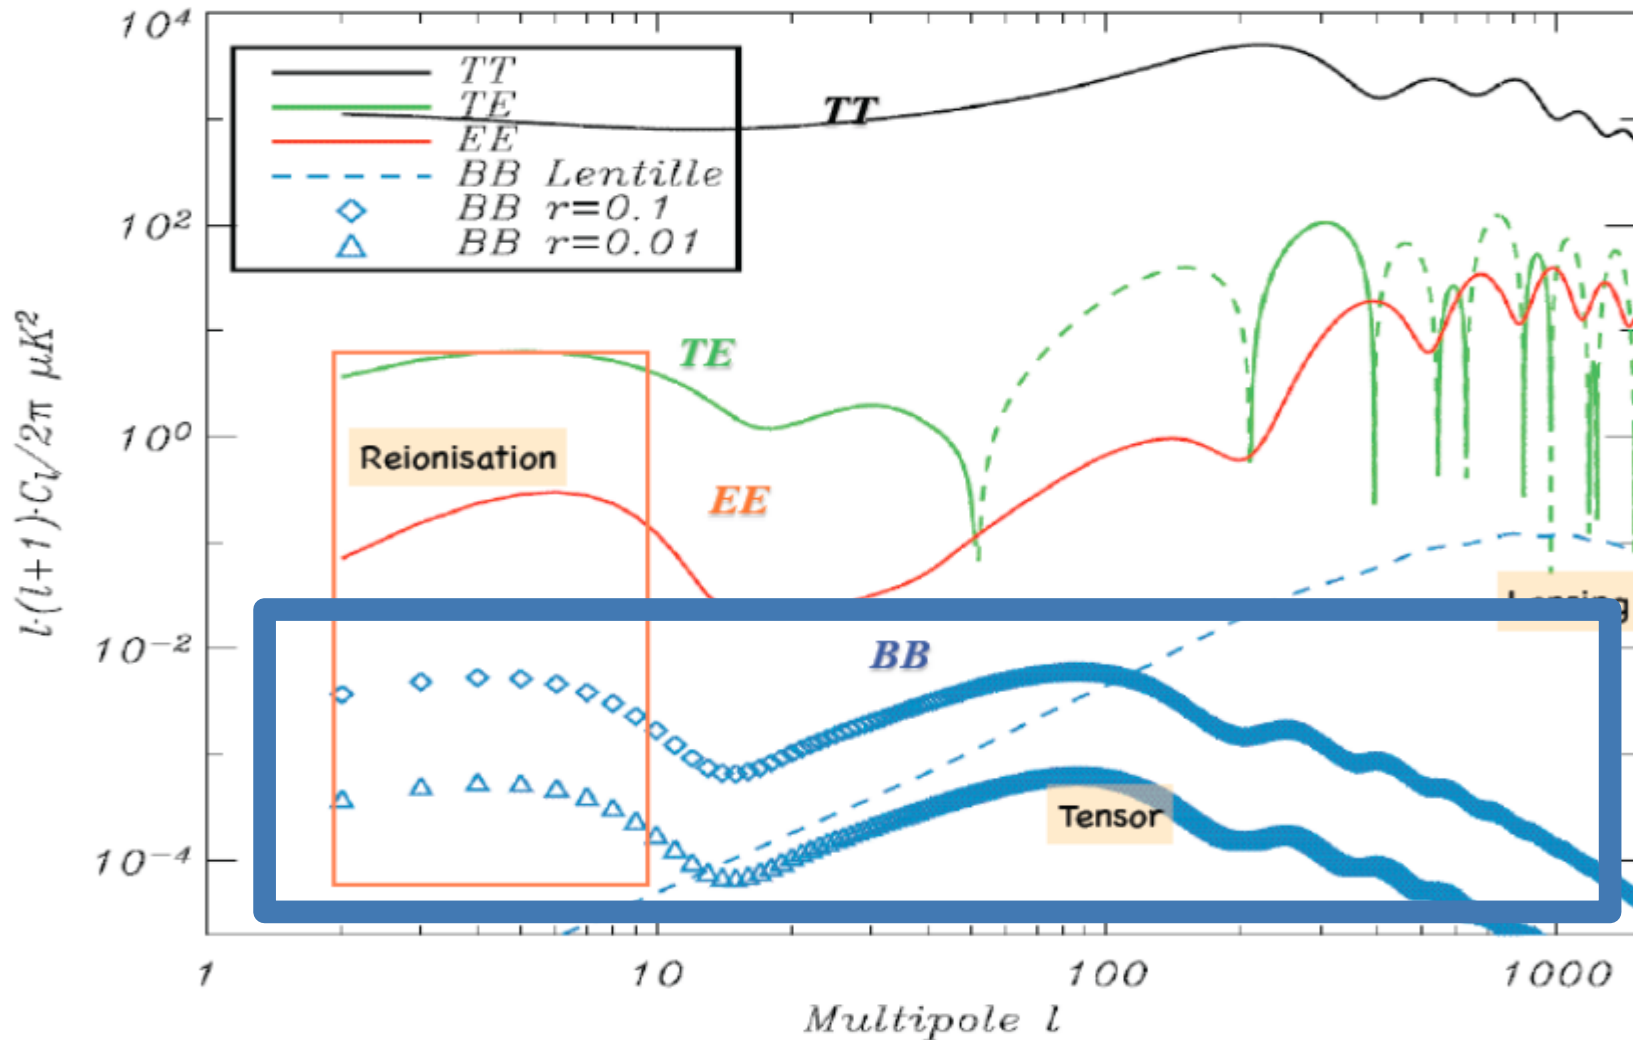 10⁴
10²
10⁰
10⁻²
10⁻⁴
l·(l+1)·C_l/2π μK²
TT
TE
EE
BB Lentille
BB r=0.1
BB r=0.01
TT
TE
Reionisation
EE
BB
Tensor
1 10 100 1000
Multipole l